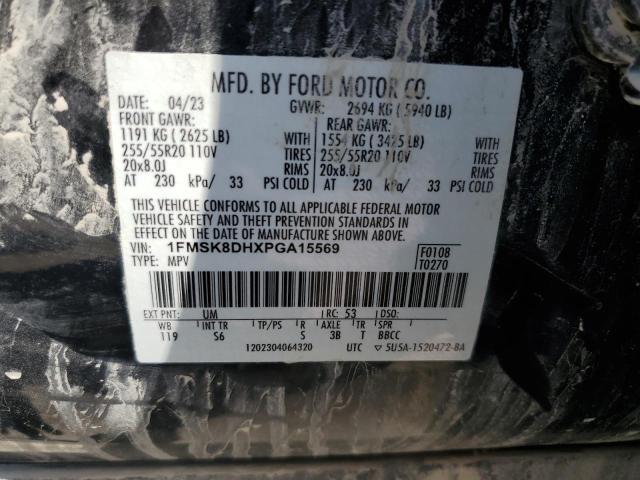 MFD. BY FORD MOTOR CO.
DATE: 04/23 GVWR: 2694 KG ( 5940 LB)
FRONT GAWR: REAR GAWR:
1191 KG ( 2625 LB) WITH 1554 KG ( 3425 LB) WITH
255/55R20 110V TIRES 255/55R20 110V TIRES
20x8.0J RIMS 20x8.0J RIMS
AT 230 kPa/ 33 PSI COLD AT 230 kPa/ 33 PSI COLD
THIS VEHICLE CONFORMS TO ALL APPLICABLE FEDERAL MOTOR
VEHICLE SAFETY AND THEFT PREVENTION STANDARDS IN EFFECT
ON THE DATE OF MANUFACTURE SHOWN ABOVE.
VIN: 1FMSK8DHXPGA15569 F0108
TYPE: MPV T0270
EXT PNT: UM RC: 53 DSO:
WB INT TR TP/PS R AXLE TR SPR
119 S6 S 3B T BBCC
1202304064320 UTC ▽ 5U5A-1520472-BA